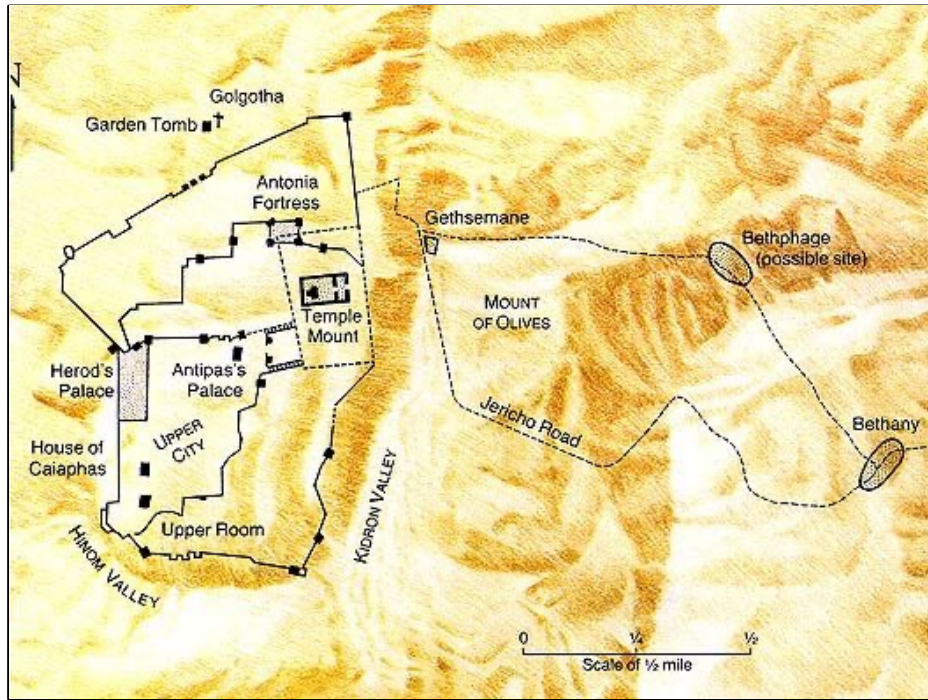 N
Golgotha
Garden Tomb
Antonia
Fortress
Gethsemane
Bethphage
(possible site)
MOUNT
OF OLIVES
Temple
Mount
Herod's
Palace
Antipas's
Palace
Jericho Road
Bethany
UPPER
CITY
House of
Caiaphas
Upper Room
KIDRON VALLEY
HINOM VALLEY
0 ¼ ½
Scale of ½ mile